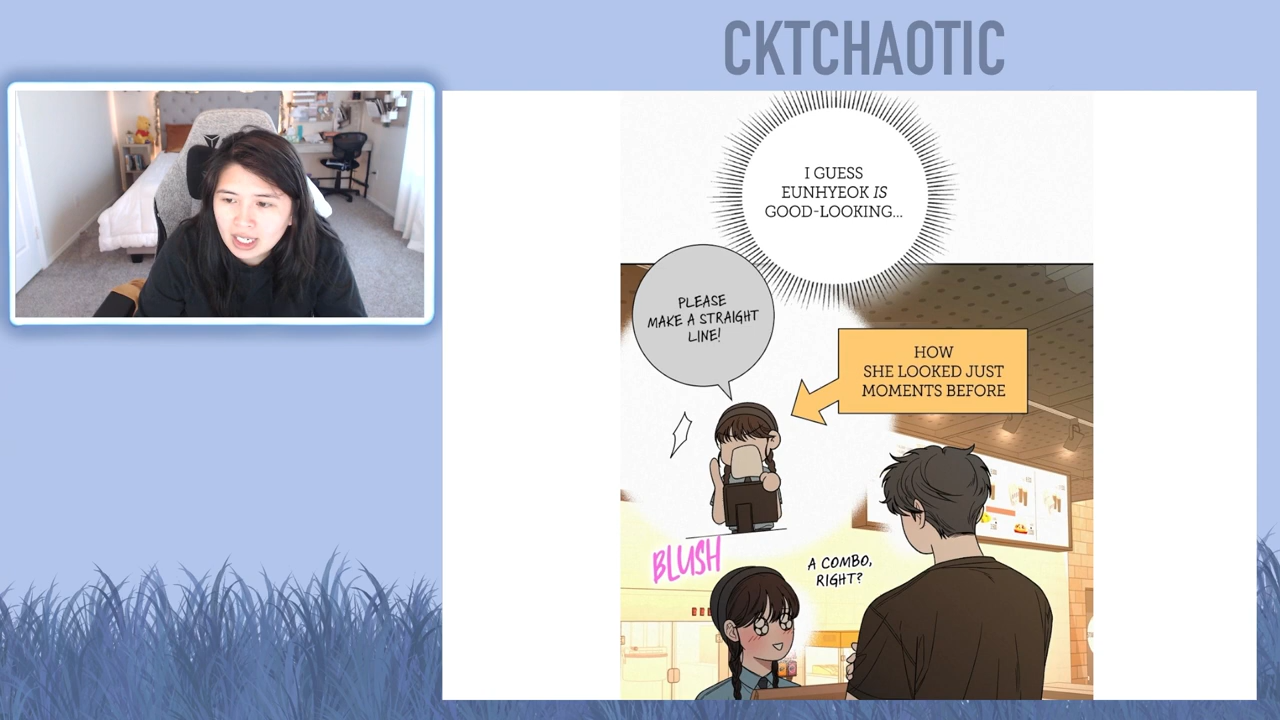 CKTCHAOTIC
I GUESS
EUNHYEOK IS
GOOD-LOOKING...
PLEASE
MAKE A STRAIGHT
LINE!
HOW
SHE LOOKED JUST
MOMENTS BEFORE
BLUSH
A COMBO,
RIGHT?